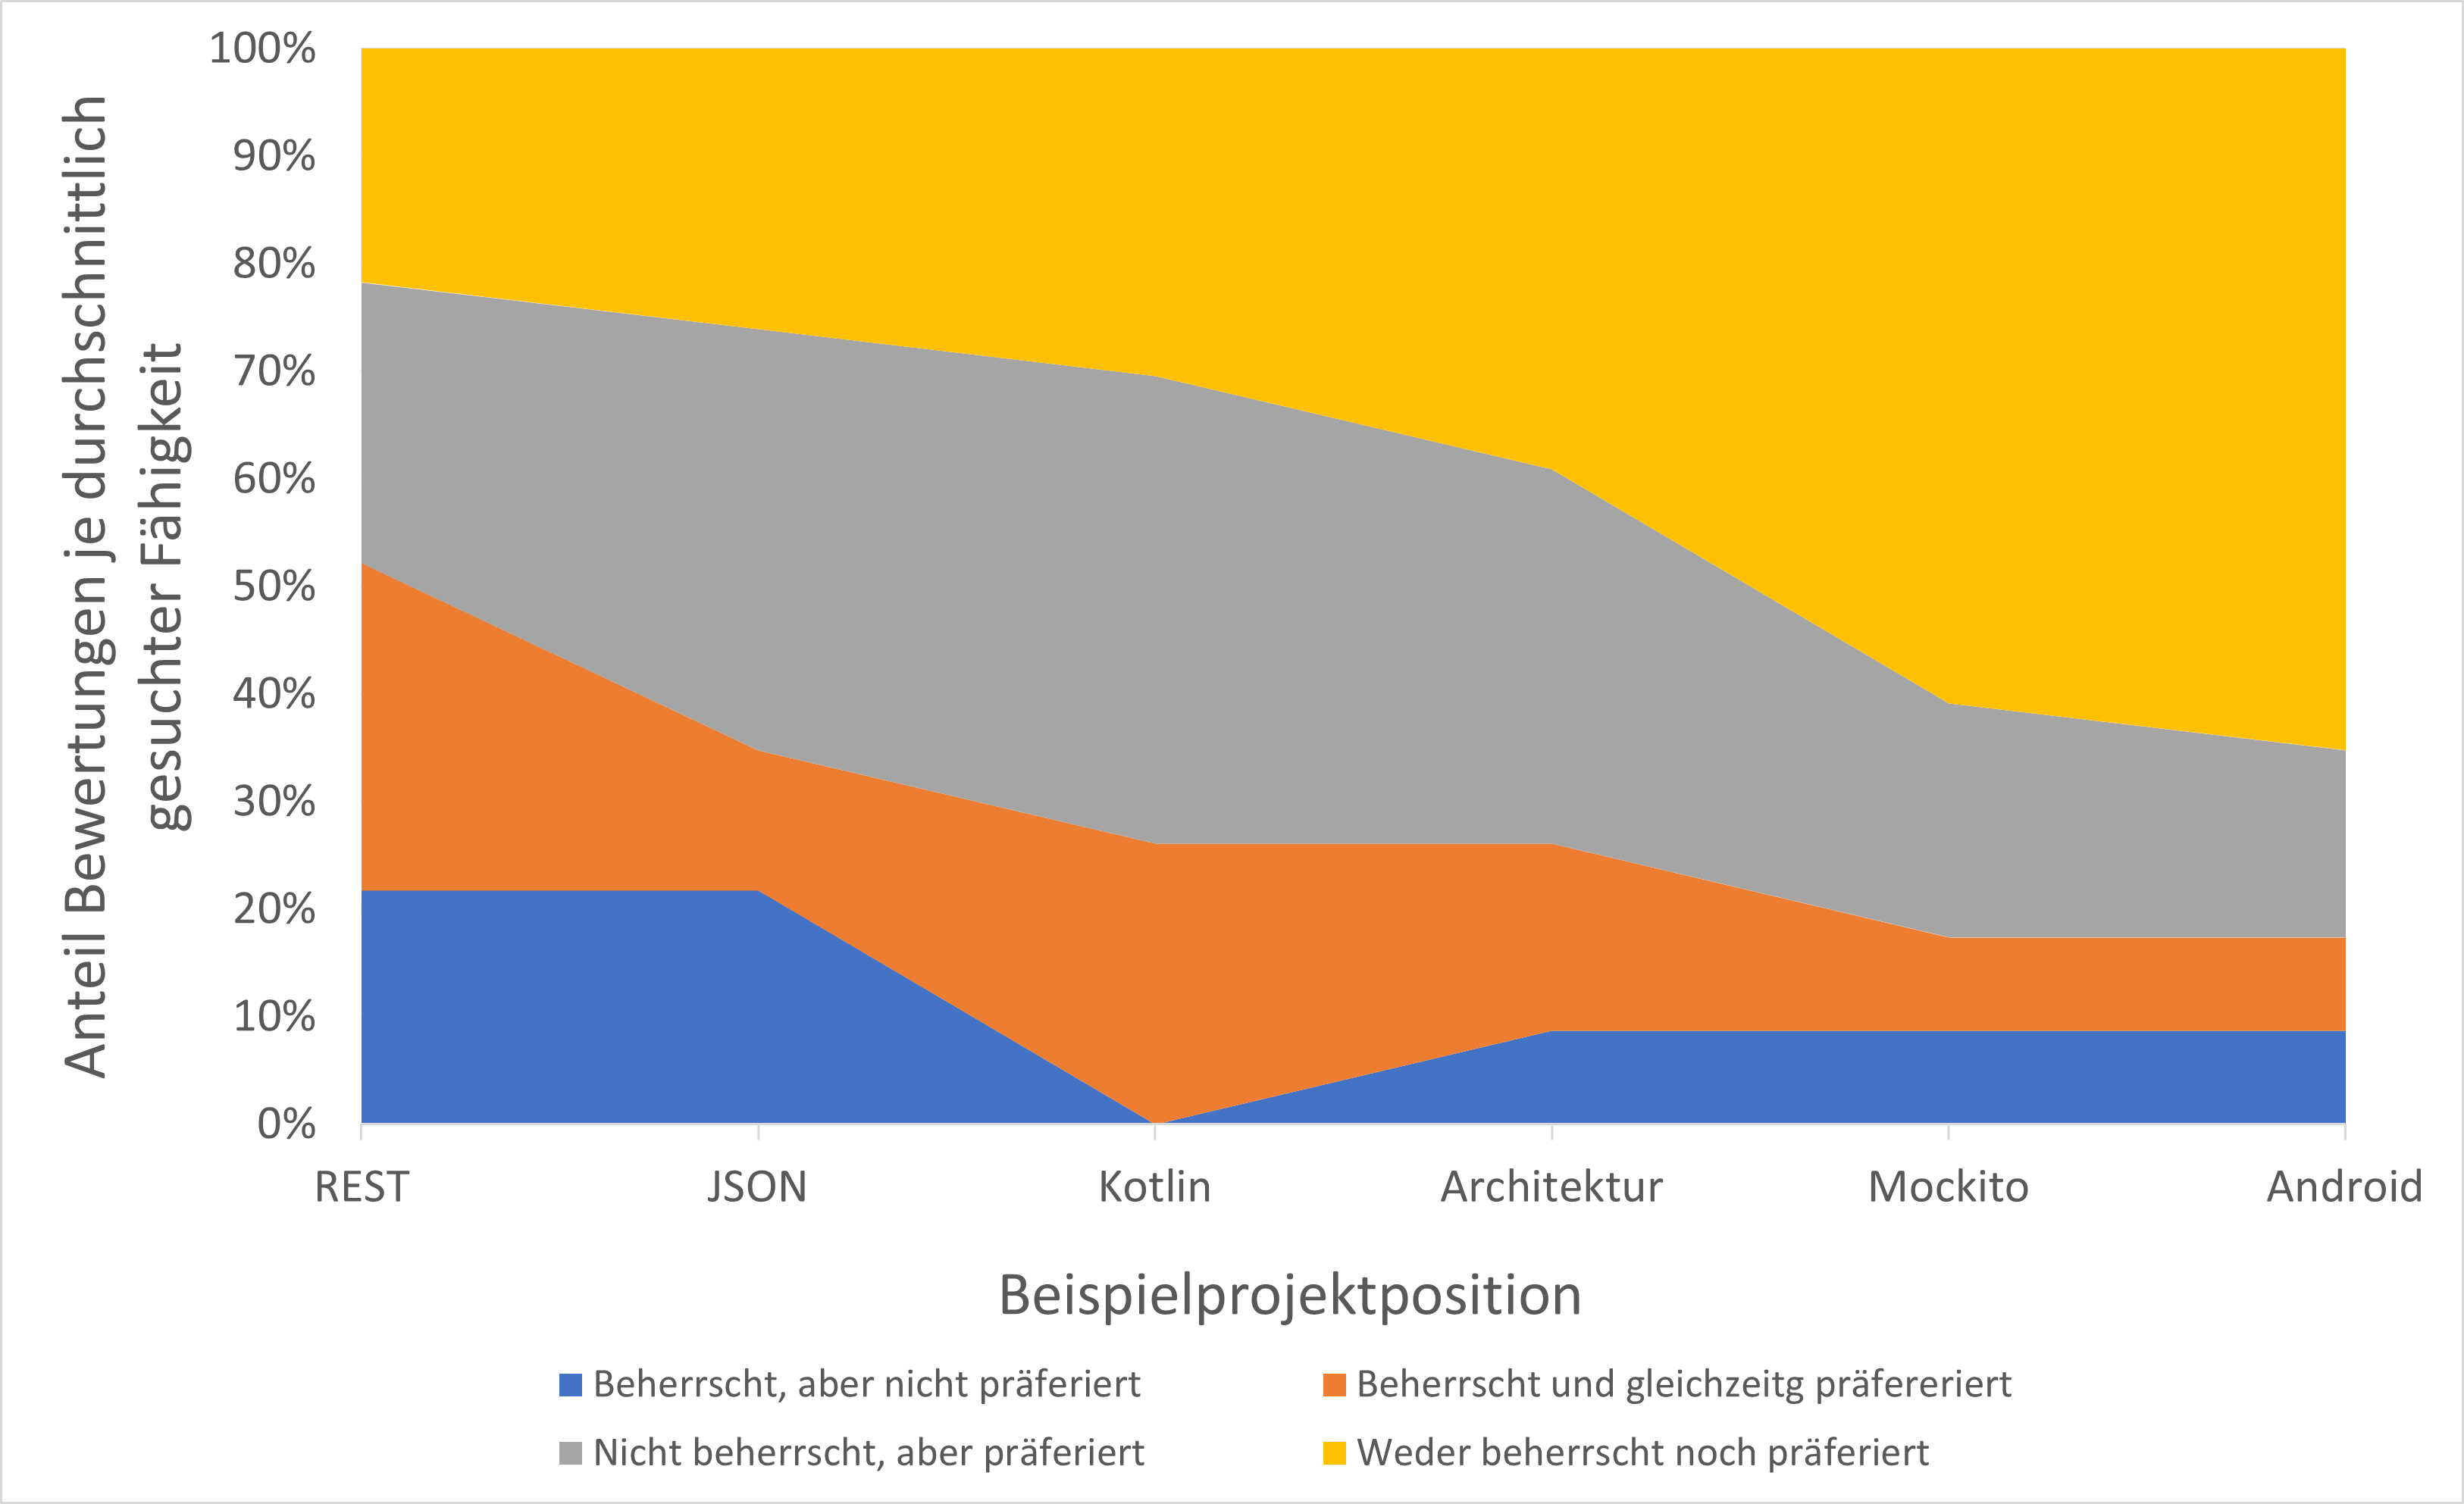 Anteil Bewertungen je durchschnittlich
gesuchter Fähigkeit
100%
90%
80%
70%
60%
50%
40%
30%
20%
10%
0%
REST JSON Kotlin Architektur Mockito Android
Beispielprojektposition
Beherrscht, aber nicht präferiert Beherrscht und gleichzeitg präfereriert
Nicht beherrscht, aber präferiert Weder beherrscht noch präferiert